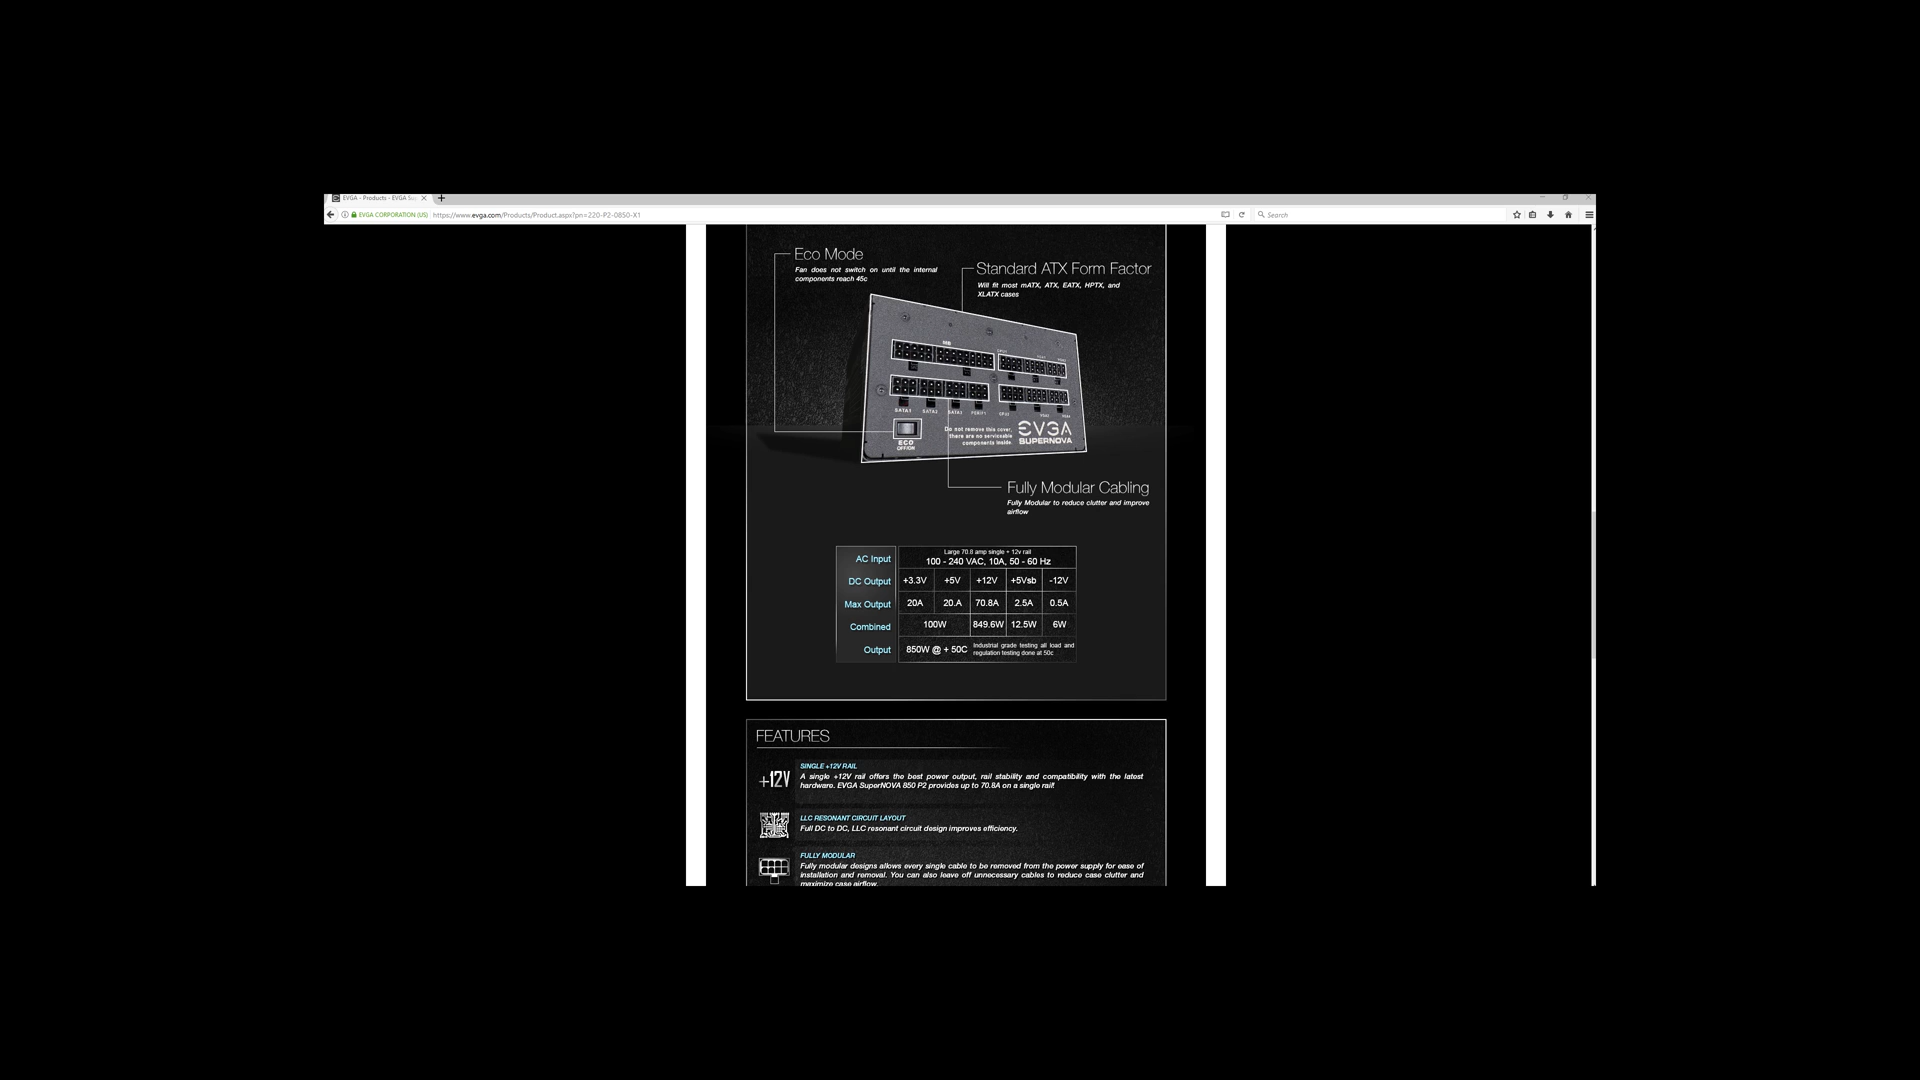 EVGA - Products - EVGA Su
EVGA CORPORATION (US)
https://www.evga.com/Products/Product.aspx?pn=220-P2-0850-X1
Search
Eco Mode
Fan does not switch on until the internal
components reach 45c
Standard ATX Form Factor
Will fit most mATX, ATX, EATX, HPTX, and
XLATX cases
SATA1 SATA2 SATA3 PERIF1
ECO
OFF/ON
Do not remove this cover,
there are no serviceable
components inside.
EVGA
SUPERNOVA
Fully Modular Cabling
Fully Modular to reduce clutter and improve
airflow
AC Input
Large 70.8 amp single + 12v rail
100 - 240 VAC, 10A, 50 - 60 Hz
DC Output +3.3V +5V +12V +5Vsb -12V
Max Output 20A 20.A 70.8A 2.5A 0.5A
Combined 100W 849.6W 12.5W 6W
Output 850W @ + 50C
Industrial grade testing all load and
regulation testing done at 50c
FEATURES
+12V
SINGLE +12V RAIL
A single +12V rail offers the best power output, rail stability and compatibility with the latest
hardware. EVGA SuperNOVA 850 P2 provides up to 70.8A on a single rail!
LLC RESONANT CIRCUIT LAYOUT
Full DC to DC, LLC resonant circuit design improves efficiency.
FULLY MODULAR
Fully modular designs allows every single cable to be removed from the power supply for ease of
installation and removal. You can also leave off unnecessary cables to reduce case clutter and
maximize case airflow.